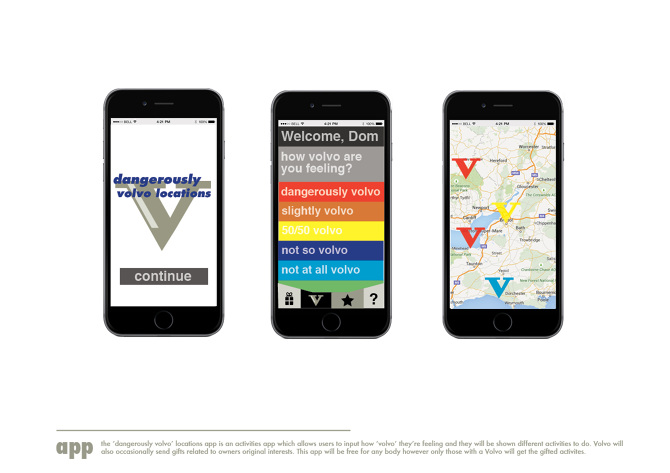 BELL 4:21 PM 100%
dangerously
volvo locations
V
continue
BELL 4:21 PM 100%
Welcome, Dom
how volvo are
you feeling?
dangerously volvo
slightly volvo
50/50 volvo
not so volvo
not at all volvo
V
?
BELL 4:21 PM 100%
Worcester
Hereford
Gloucester
Newport
Cardiff
Bath
Trowbridge
Taunton
Yeovil
Dorchester
V
V
V
V
app
the 'dangerously volvo' locations app is an activities app which allows users to input how 'volvo' they're feeling and they will be shown different activities to do. Volvo will
also occasionally send gifts related to owners original interests. This app will be free for any body however only those with a Volvo will get the gifted activites.